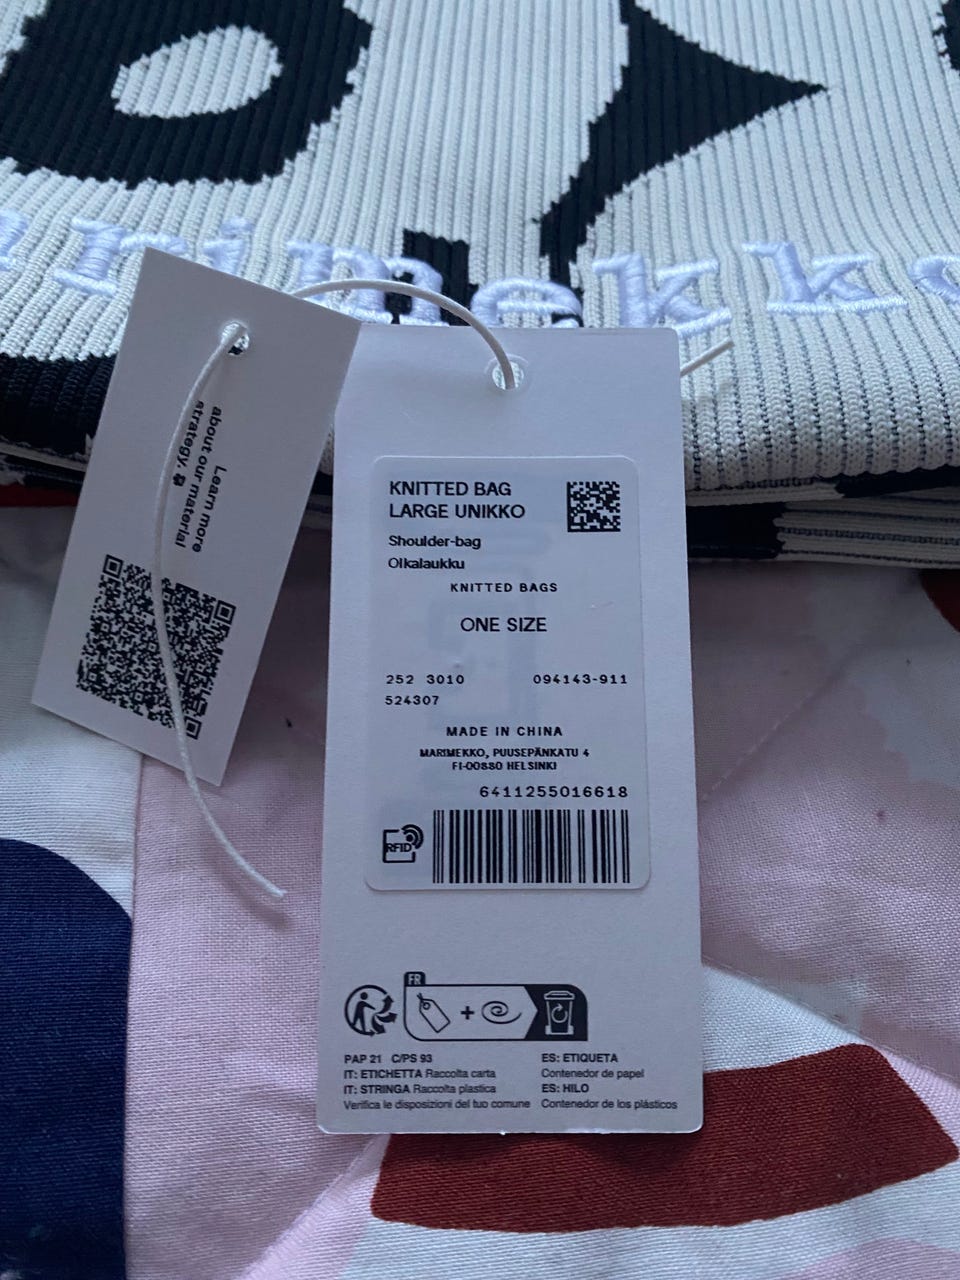 rimekko
Learn more
about our material
strategy.
KNITTED BAG
LARGE UNIKKO
Shoulder-bag
Olkalaukku
KNITTED BAGS
ONE SIZE
252 3010 094143-911
524307
MADE IN CHINA
MARIMEKKO, PUUSEPÄNKATU 4
FI-00880 HELSINKI
6411255016618
RFID
FR
+
PAP 21 C/PS 93
IT: ETICHETTA Raccolta carta
IT: STRINGA Raccolta plastica
Verifica le disposizioni del tuo comune
ES: ETIQUETA
Contenedor de papel
ES: HILO
Contenedor de los plásticos